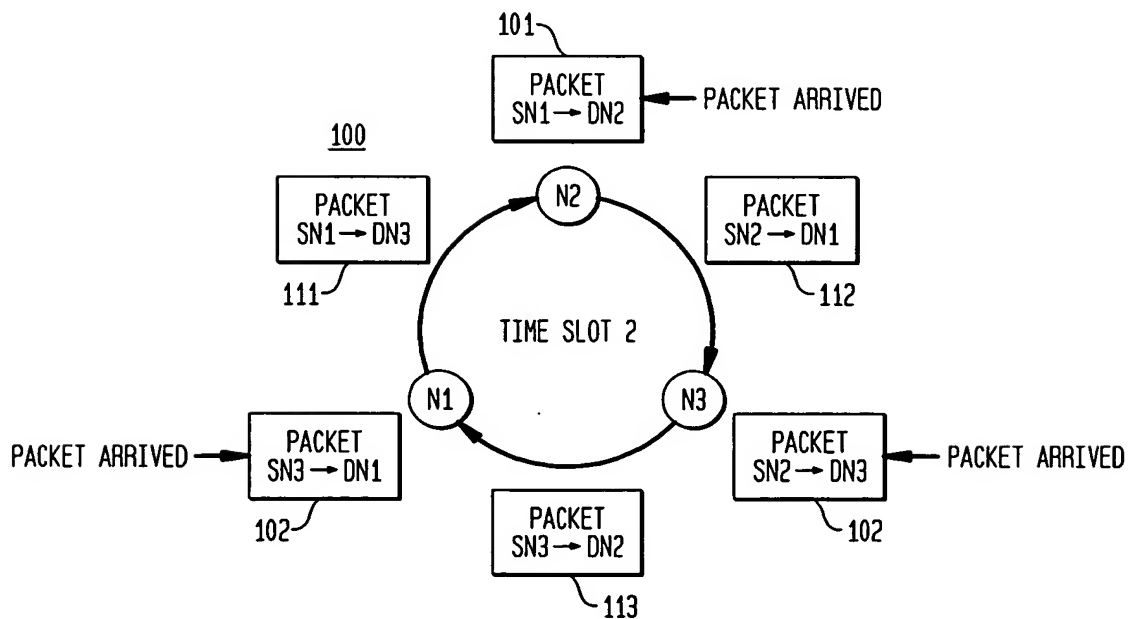 101
PACKET
SN1 → DN2
PACKET ARRIVED
100
PACKET
SN1 → DN3
111
N2
PACKET
SN2 → DN1
112
TIME SLOT 2
N1
N3
PACKET ARRIVED
PACKET
SN3 → DN1
102
PACKET
SN2 → DN3
102
PACKET ARRIVED
PACKET
SN3 → DN2
113